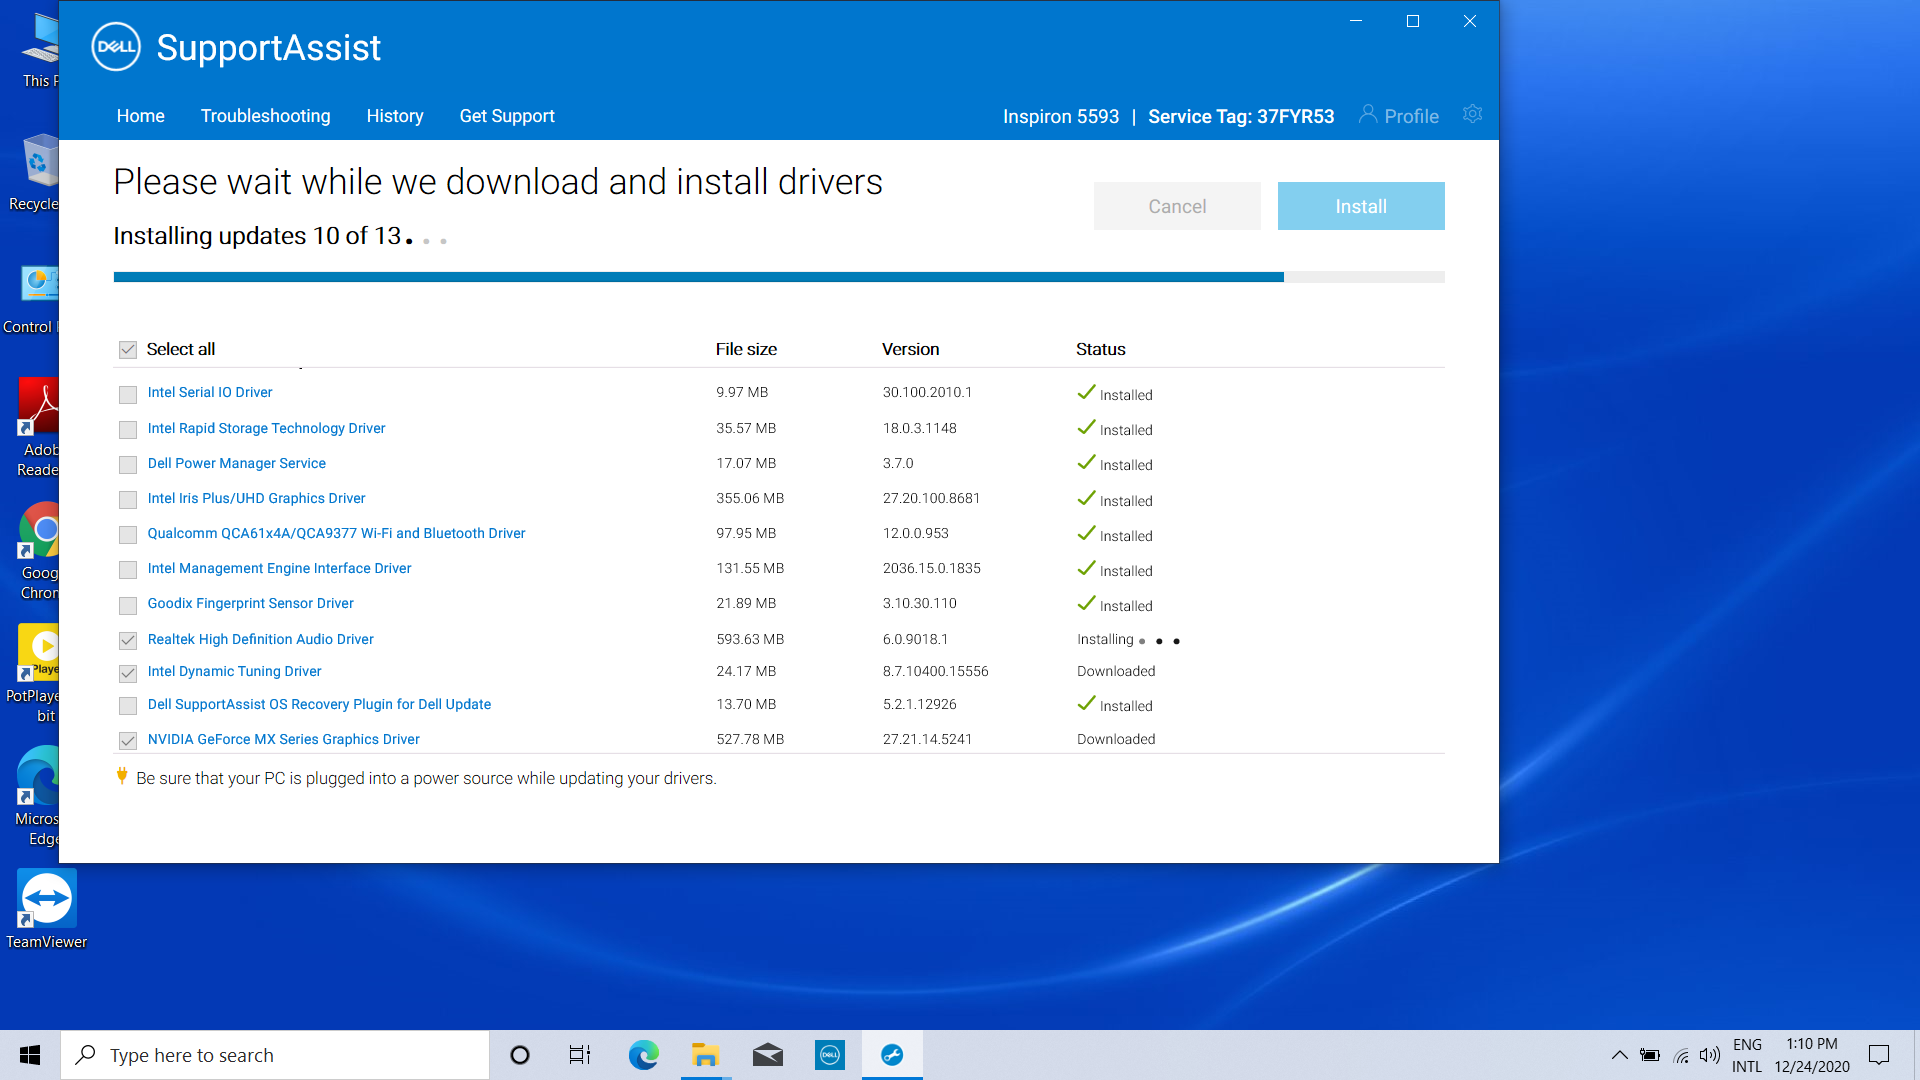 DELL SupportAssist
Home Troubleshooting History Get Support Inspiron 5593 | Service Tag: 37FYR53 Profile
Please wait while we download and install drivers
Cancel Install
Installing updates 10 of 13
Select all File size Version Status
Intel Serial IO Driver 9.97 MB 30.100.2010.1 Installed
Intel Rapid Storage Technology Driver 35.57 MB 18.0.3.1148 Installed
Dell Power Manager Service 17.07 MB 3.7.0 Installed
Intel Iris Plus/UHD Graphics Driver 355.06 MB 27.20.100.8681 Installed
Qualcomm QCA61x4A/QCA9377 Wi-Fi and Bluetooth Driver 97.95 MB 12.0.0.953 Installed
Intel Management Engine Interface Driver 131.55 MB 2036.15.0.1835 Installed
Goodix Fingerprint Sensor Driver 21.89 MB 3.10.30.110 Installed
Realtek High Definition Audio Driver 593.63 MB 6.0.9018.1 Installing
Intel Dynamic Tuning Driver 24.17 MB 8.7.10400.15556 Downloaded
Dell SupportAssist OS Recovery Plugin for Dell Update 13.70 MB 5.2.1.12926 Installed
NVIDIA GeForce MX Series Graphics Driver 527.78 MB 27.21.14.5241 Downloaded
Be sure that your PC is plugged into a power source while updating your drivers.
This P
Recycle
Control
Adob
Reade
Goog
Chron
Playe
PotPlaye
bit
Micros
Edge
TeamViewer
Type here to search
DELL
ENG
INTL
1:10 PM
12/24/2020